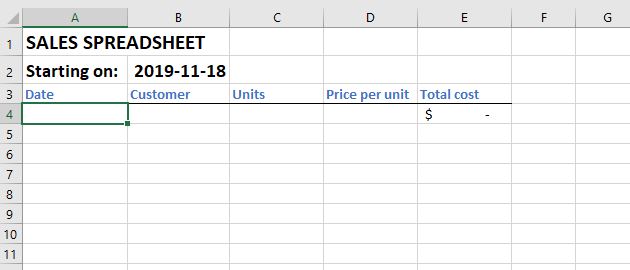 A B C D E F G
1 SALES SPREADSHEET
2 Starting on: 2019-11-18
3 Date Customer Units Price per unit Total cost
4 $ -
5
6
7
8
9
10
11